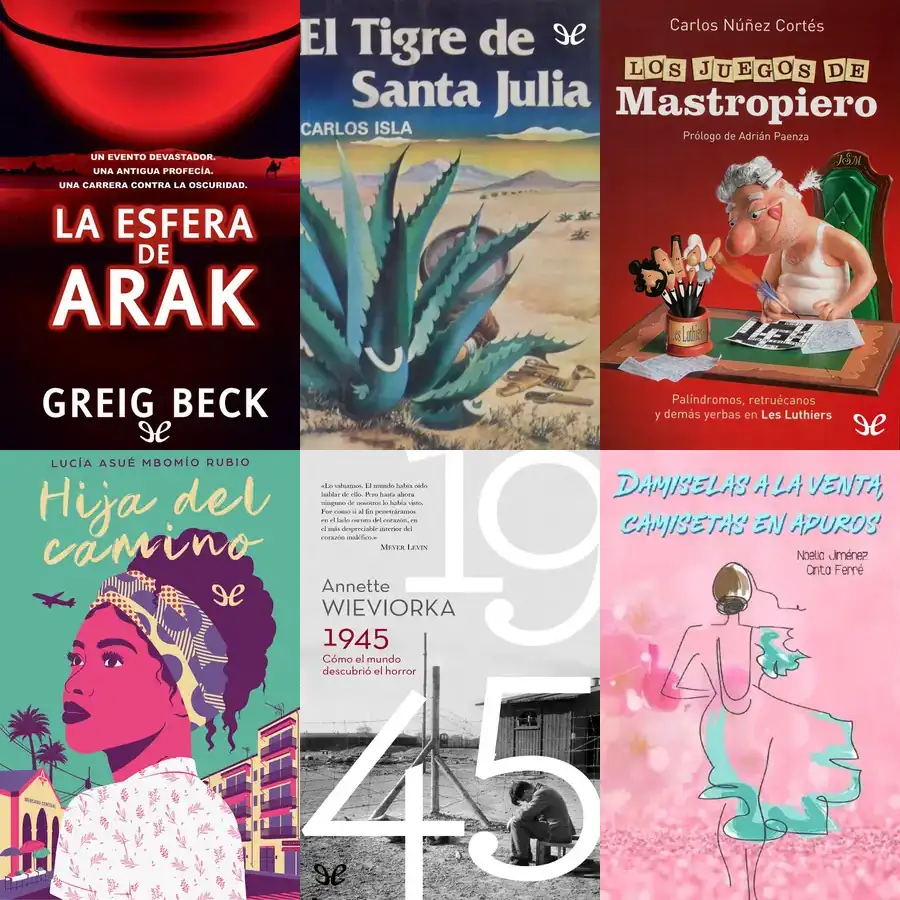 UN EVENTO DEVASTADOR.
UNA ANTIGUA PROFECÍA.
UNA CARRERA CONTRA LA OSCURIDAD.
LA ESFERA
DE
ARAK
GREIG BECK
El Tigre de
Santa Julia
CARLOS ISLA
Carlos Núñez Cortés
LOS JUEGOS DE
Mastropiero
Prólogo de Adrián Paenza
JSM
Les Luthiers
Palíndromos, retruécanos
y demás yerbas en Les Luthiers
LUCÍA ASUÉ MBOMÍO RUBIO
Hija del
camino
MERCADO CENTRAL
«Lo sabíamos. El mundo había oído
hablar de ello. Pero hasta ahora
ninguno de nosotros lo había visto.
Fue como si al fin penetráramos
en el lado oscuro del corazón, en
el más despreciable interior del
corazón maléfico.»
MEYER LEVIN
19
Annette
WIEVIORKA
1945
Cómo el mundo
descubrió el horror
45
DAMISELAS A LA VENTA,
CAMISETAS EN APUROS
Noelia Jiménez
Cinta Ferré